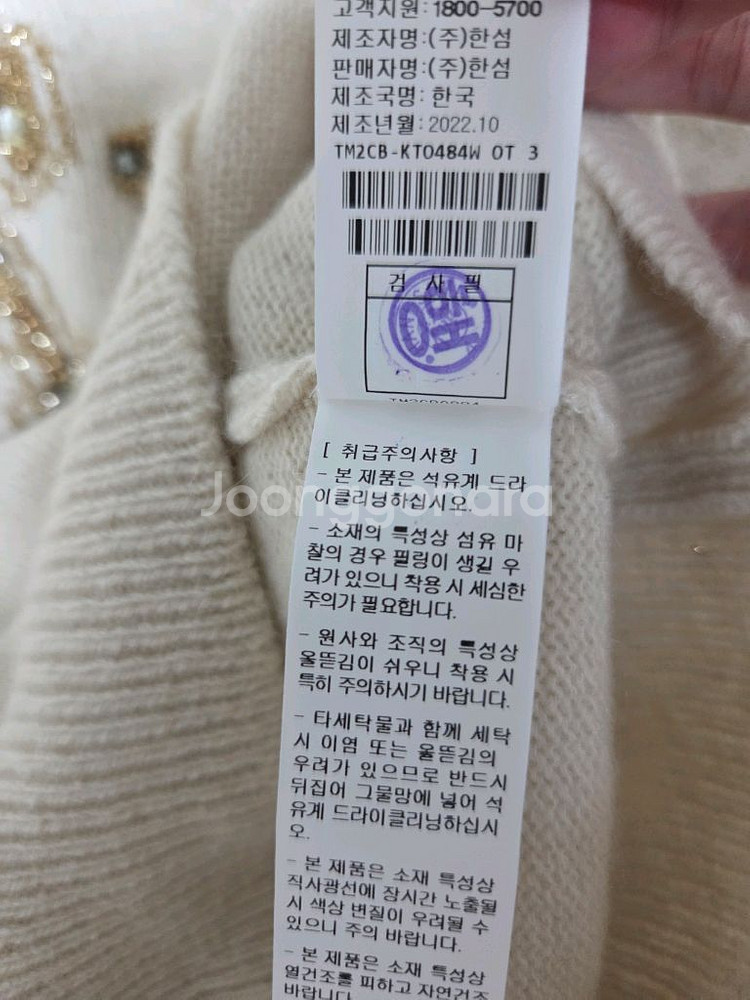 고객지원: 1800-5700
제조자명:(주)한섬
판매자명:(주)한섬
제조국명: 한국
제조년월: 2022.10
TM2CB-KT0484W OT 3
검 사 필
[ 취급주의사항 ]
- 본 제품은 석유계 드라
이클리닝하십시오.
Joonggonara
- 소재의 특성상 섬유 마
찰의 경우 필링이 생길 우
려가 있으니 착용 시 세심한
주의가 필요합니다.
- 원사와 조직의 특성상
올뜯김이 쉬우니 착용 시
특히 주의하시기 바랍니다.
- 타세탁물과 함께 세탁
시 이염 또는 올뜯김의
우려가 있으므로 반드시
뒤집어 그물망에 넣어 석
유계 드라이클리닝하십시
오.
- 본 제품은 소재 특성상
직사광선에 장시간 노출될
시 색상 변질이 우려될 수
있으니 주의 바랍니다.
- 본 제품은 소재 특성상
열건조를 피하고 자연건조
바랍니다.